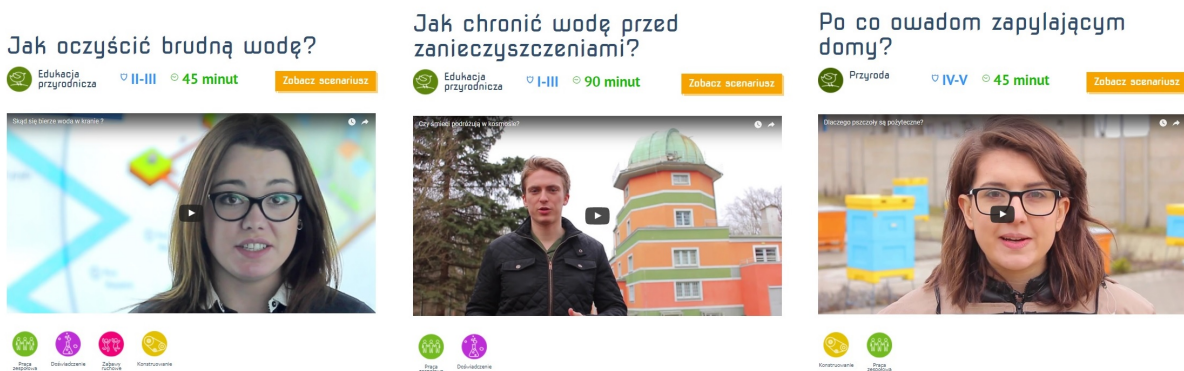 Jak oczyścić brudną wodę?
Edukacja
przyrodnicza
II-III
45 minut
Zobacz scenariusz
Skąd się bierze woda w kranie ?
Praca
zespołowa
Doświadczenie
Zabawy
ruchowe
Konstruowanie
Jak chronić wodę przed
zanieczyszczeniami?
Edukacja
przyrodnicza
I-III
90 minut
Zobacz scenariusz
Czy śmieci podróżują w kosmosie?
Praca
zespołowa
Doświadczenie
Po co owadom zapylającym
domy?
Przyroda
IV-V
45 minut
Zobacz scenariusz
Dlaczego pszczoły są pożyteczne?
Konstruowanie
Praca
zespołowa